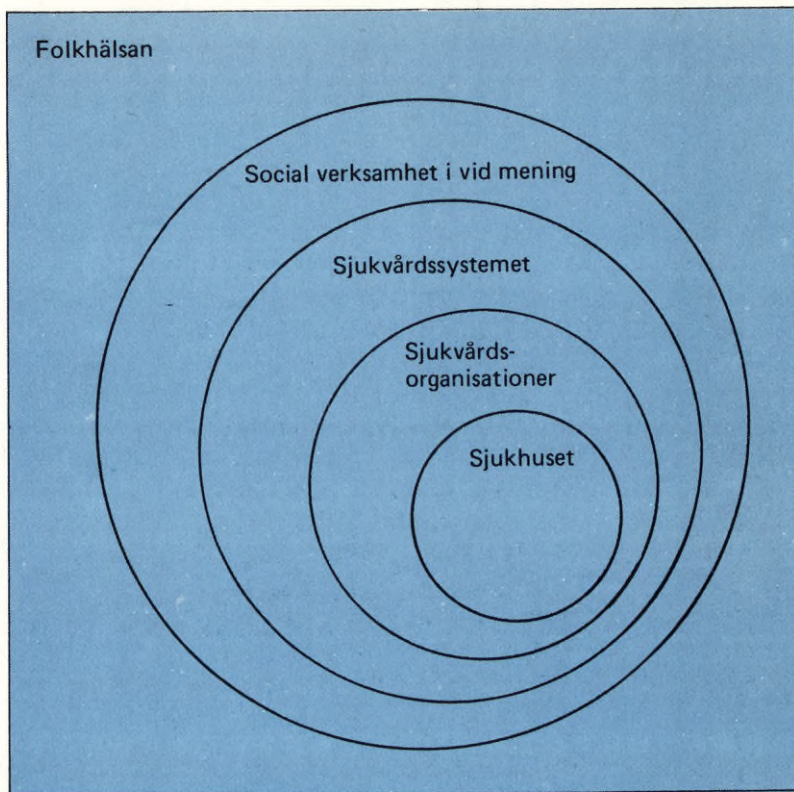 Folkhälsan
Social verksamhet i vid mening
Sjukvårdssystemet
Sjukvårds-
organisationer
Sjukhuset